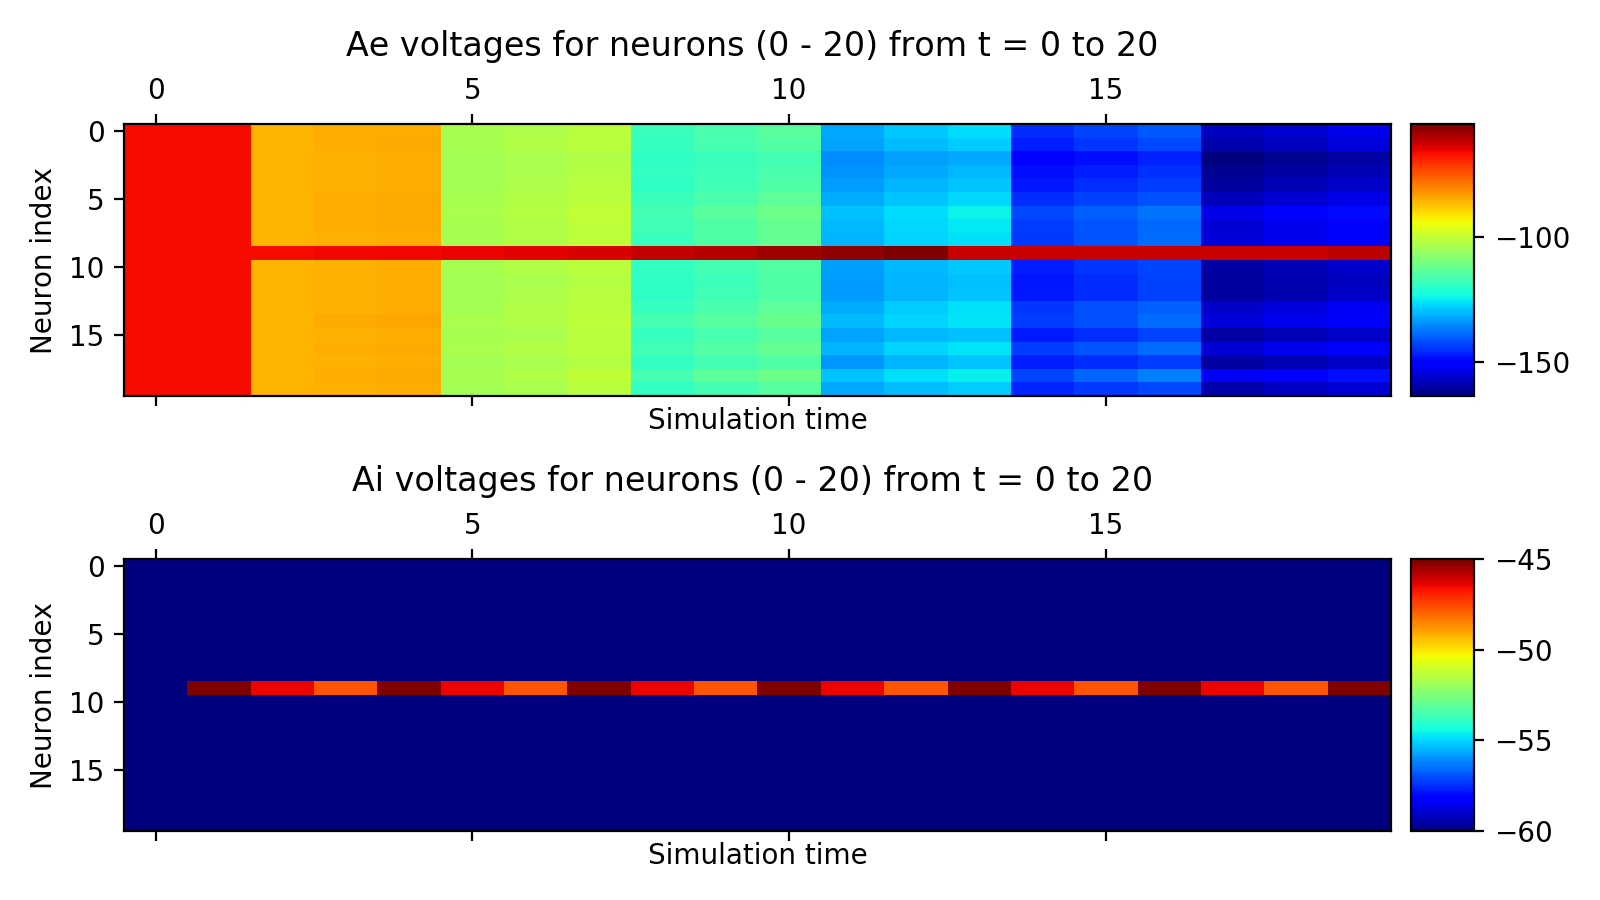 Ae voltages for neurons (0 - 20) from t = 0 to 20
0 5 10 15
Neuron index
0
5
10
15
−100
−150
Simulation time
Ai voltages for neurons (0 - 20) from t = 0 to 20
0 5 10 15
Neuron index
0
5
10
15
−45
−50
−55
−60
Simulation time